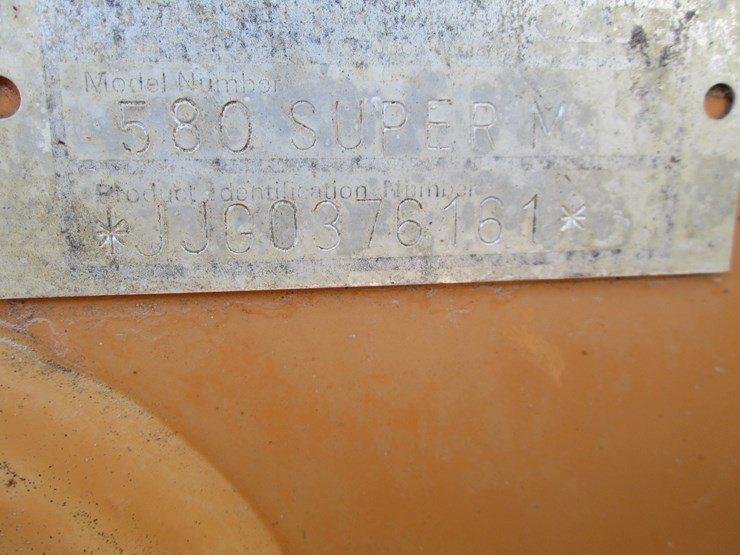 Model Number
580 SUPER M
Product Identification Number
*JJG0376161*